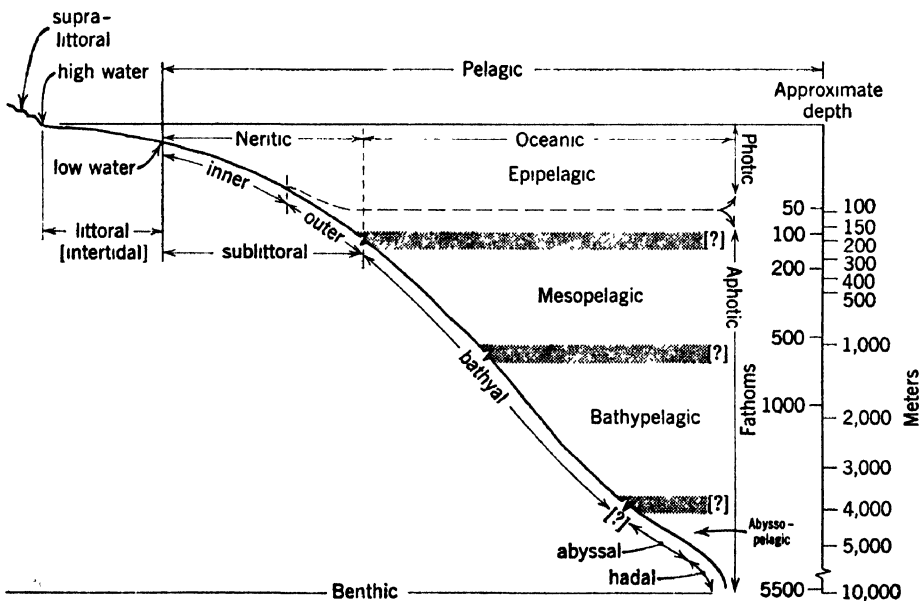 supra-
littoral
high water
Pelagic
Approximate
depth
Neritic
Oceanic
Photic
low water
inner
Epipelagic
outer
50
100
150
littoral
[intertidal]
sublittoral
[?]
100
200
Aphotic
200
300
400
500
Mesopelagic
500
1,000
[?]
bathyal
Bathypelagic
Fathoms
1000
2,000
Meters
3,000
[?]
4,000
[?]
Abysso-
pelagic
abyssal
5,000
hadal
Benthic
5500
10,000